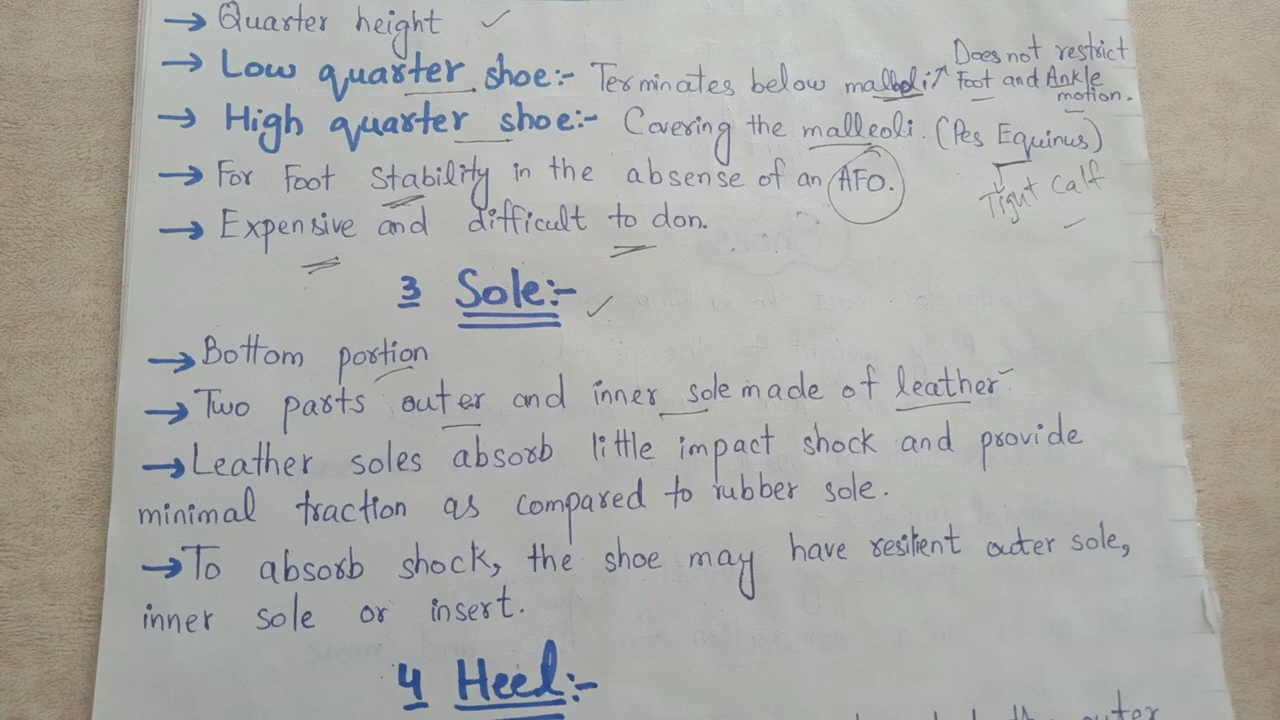 → Quarter height ✓
Does not restrict
→ Low quarter shoe:- Terminates below malleoli ↗ Foot and Ankle
motion.
→ High quarter shoe:- Covering the malleoli. (Pes Equinus)
Tight calf
→ For Foot stability in the absense of an AFO.
→ Expensive and difficult to don.
3 Sole:- ✓
→ Bottom portion
→ Two parts outer and inner sole made of leather
→ Leather soles absorb little impact shock and provide
minimal traction as compared to rubber sole.
→ To absorb shock, the shoe may have resilient outer sole,
inner sole or insert.
4 Heel:-
outer